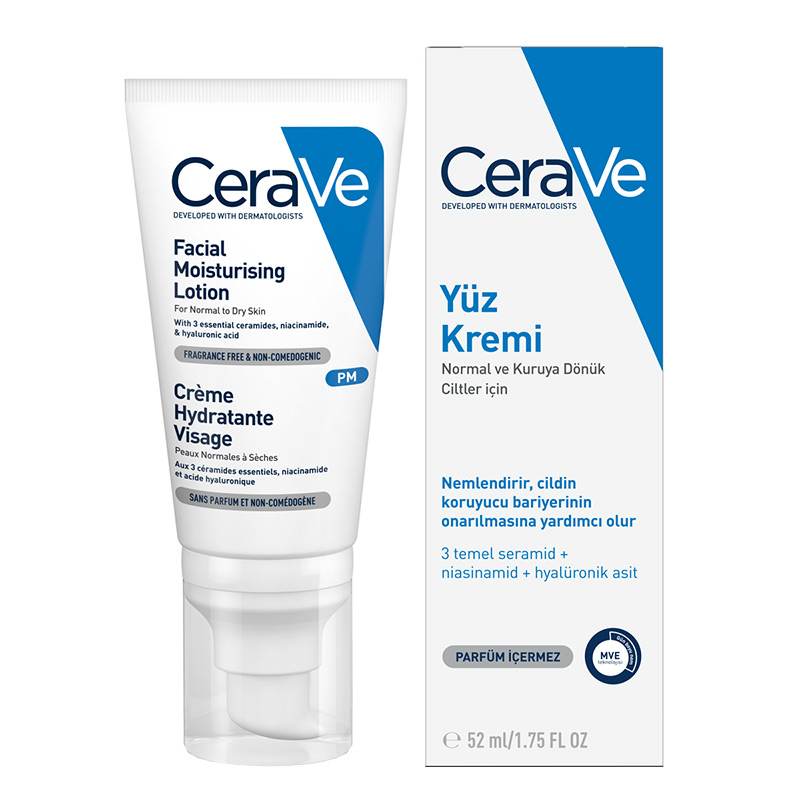 CeraVe
DEVELOPED WITH DERMATOLOGISTS
Facial
Moisturising
Lotion
For Normal to Dry Skin
With 3 essential ceramides, niacinamide,
& hyaluronic acid
FRAGRANCE FREE & NON-COMEDOGENIC
PM
Crème
Hydratante
Visage
Peaux Normales à Sèches
Aux 3 céramides essentiels, niacinamide
et acide hyaluronique
SANS PARFUM ET NON-COMÉDOGÈNE
CeraVe
DEVELOPED WITH DERMATOLOGISTS
Yüz
Kremi
Normal ve Kuruya Dönük
Ciltler için
Nemlendirir, cildin
koruyucu bariyerinin
onarılmasına yardımcı olur
3 temel seramid +
niasinamid + hyalüronik asit
PARFÜM İÇERMEZ
MVE
teknolojisi
℮ 52 ml/1.75 FL OZ